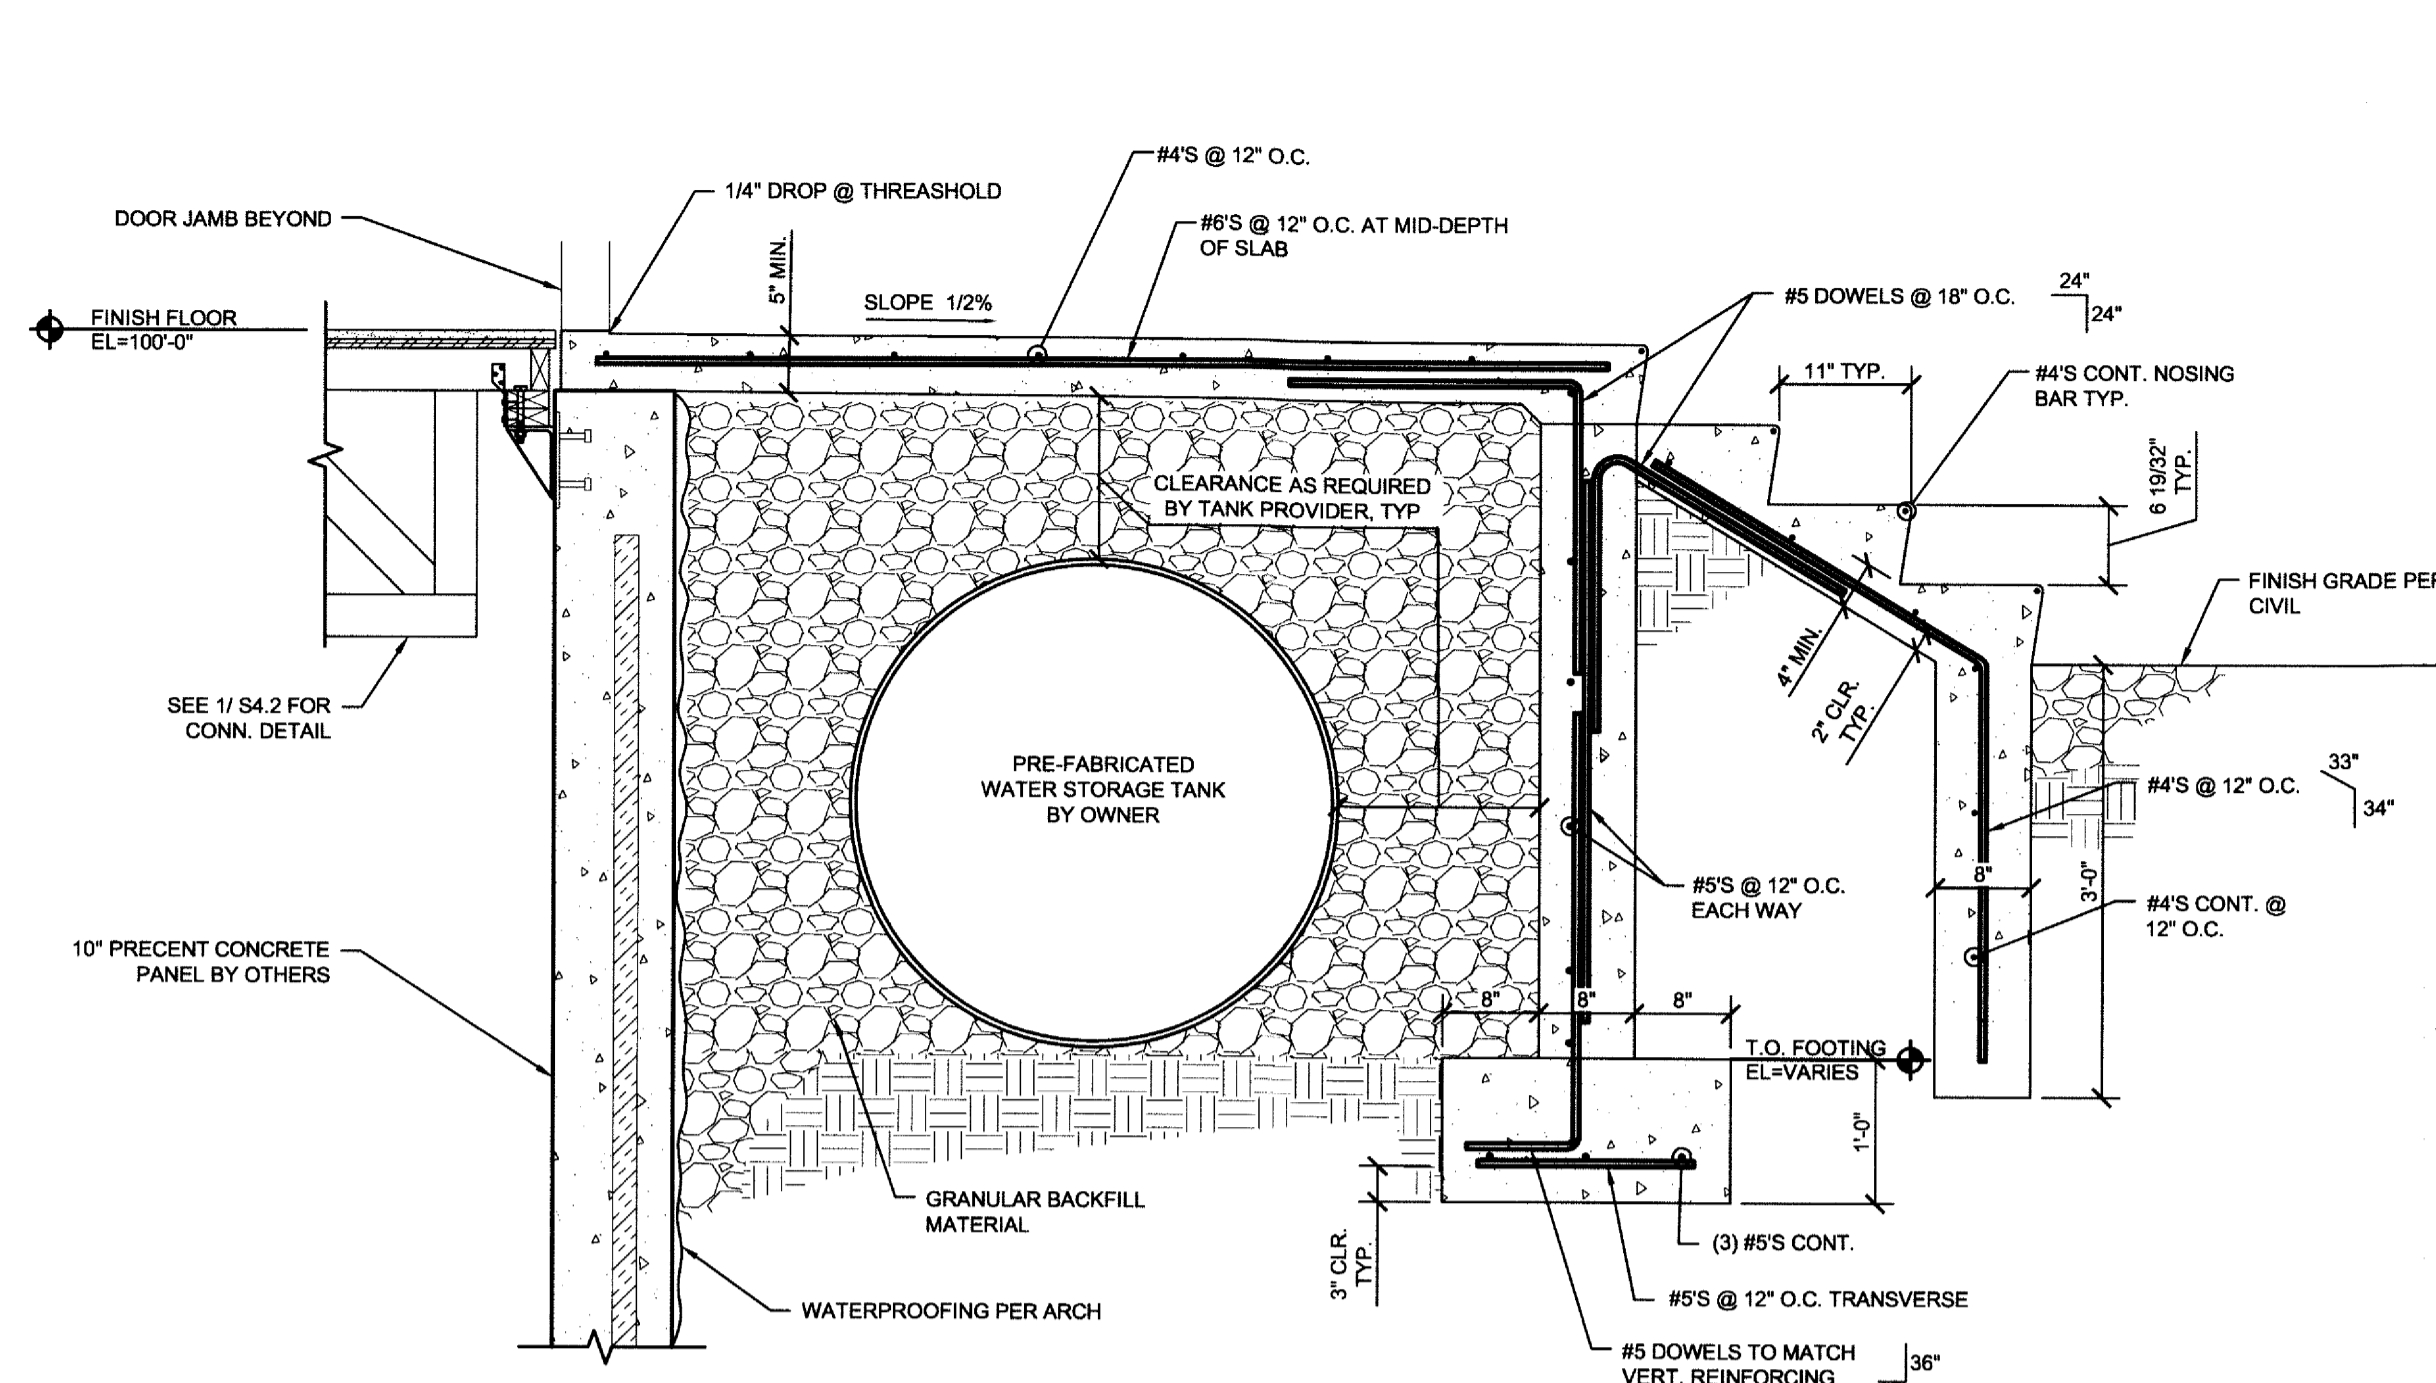 #4'S @ 12" O.C.
1/4" DROP @ THREASHOLD
DOOR JAMB BEYOND
#6'S @ 12" O.C. AT MID-DEPTH
OF SLAB
5" MIN.
SLOPE 1/2%
FINISH FLOOR
EL=100'-0"
#5 DOWELS @ 18" O.C.
24"
24"
11" TYP.
#4'S CONT. NOSING
BAR TYP.
6 19/32"
TYP.
CLEARANCE AS REQUIRED
BY TANK PROVIDER, TYP
FINISH GRADE PER
CIVIL
4" MIN.
2" CLR.
TYP.
SEE 1/ S4.2 FOR
CONN. DETAIL
PRE-FABRICATED
WATER STORAGE TANK
BY OWNER
#4'S @ 12" O.C.
33"
34"
8"
3'-0"
#5'S @ 12" O.C.
EACH WAY
#4'S CONT. @
12" O.C.
10" PRECENT CONCRETE
PANEL BY OTHERS
8"
8"
8"
T.O. FOOTING
EL=VARIES
1'-0"
GRANULAR BACKFILL
MATERIAL
3" CLR.
TYP.
(3) #5'S CONT.
#5'S @ 12" O.C. TRANSVERSE
WATERPROOFING PER ARCH
#5 DOWELS TO MATCH
VERT. REINFORCING
36"